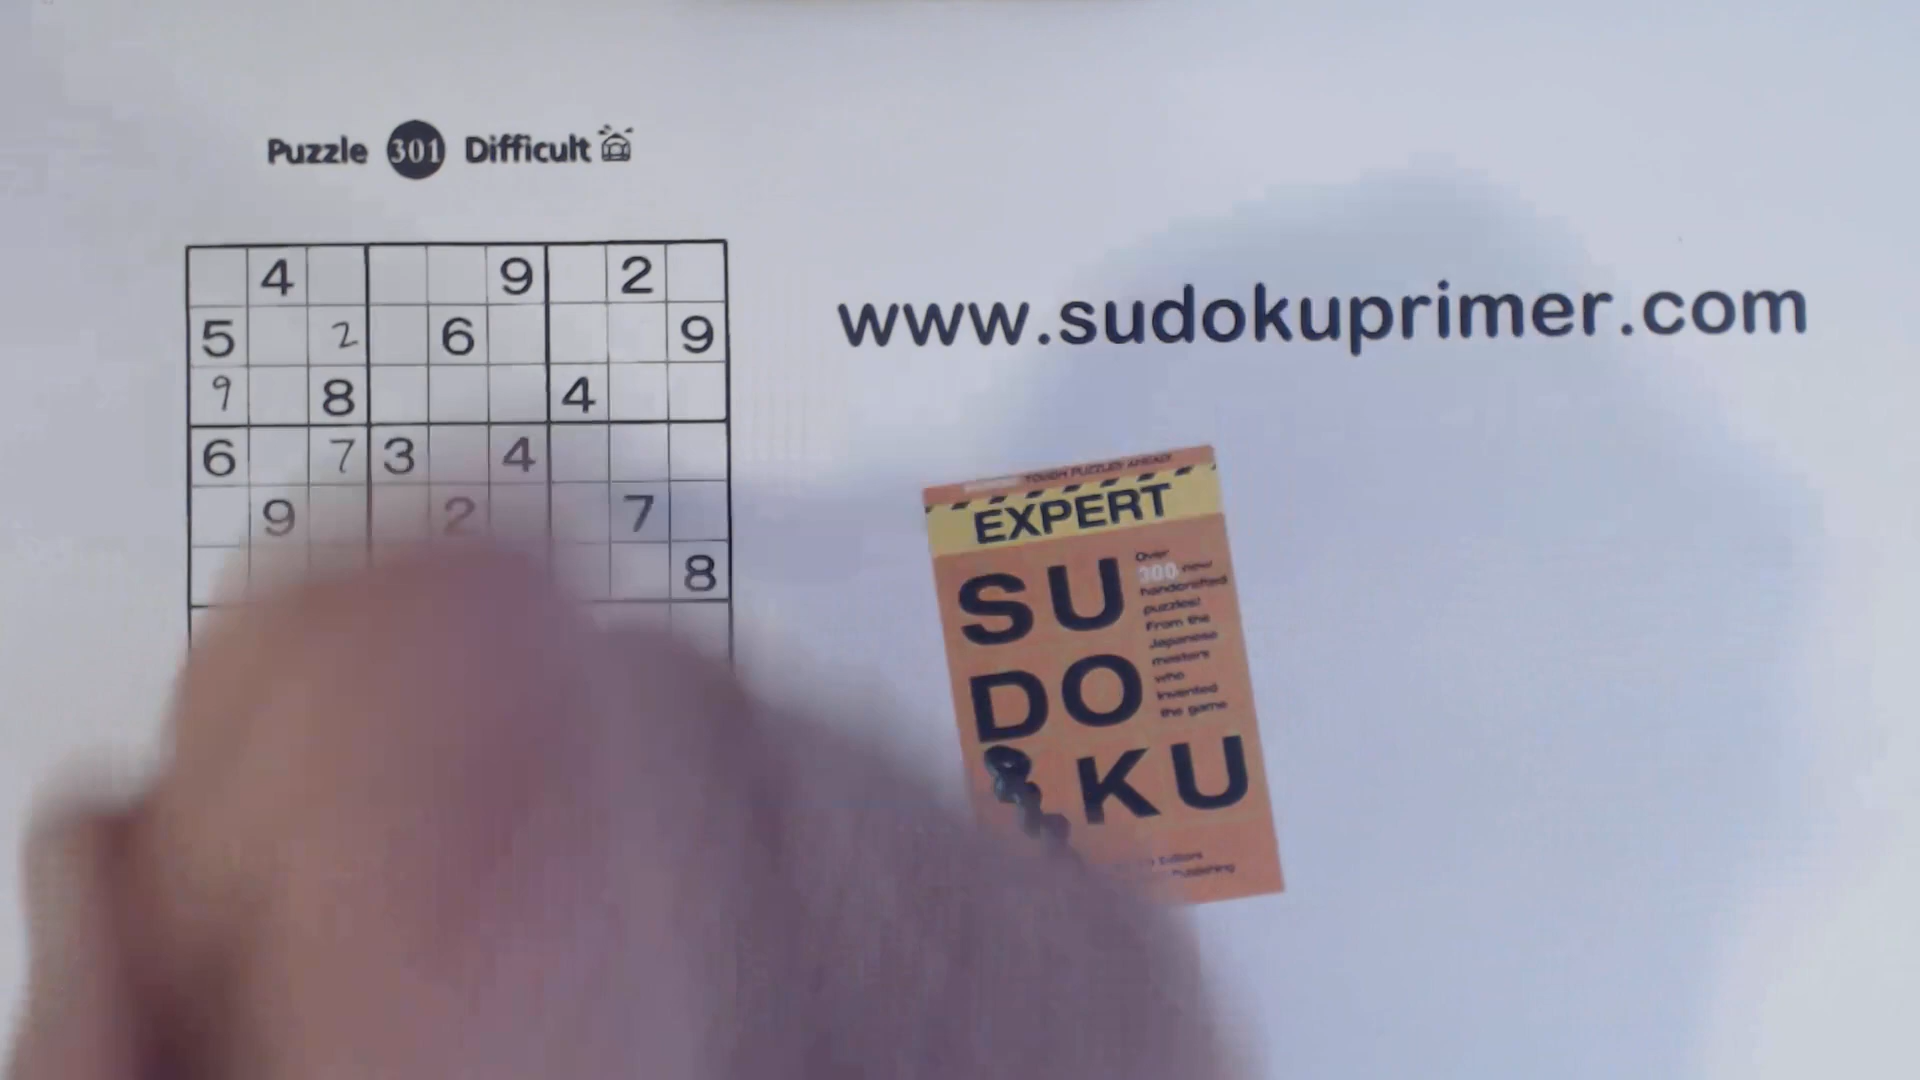 Puzzle 301 Difficult
4 9 2
5 2 6 9
9 8 4
6 7 3 4
9 2 7
8
www.sudokuprimer.com
TOUGH PUZZLES AHEAD!
EXPERT
SU
DO
KU
Over
300 new
handcrafted
puzzles!
From the
Japanese
masters
who
invented
the game
Editors
Publishing